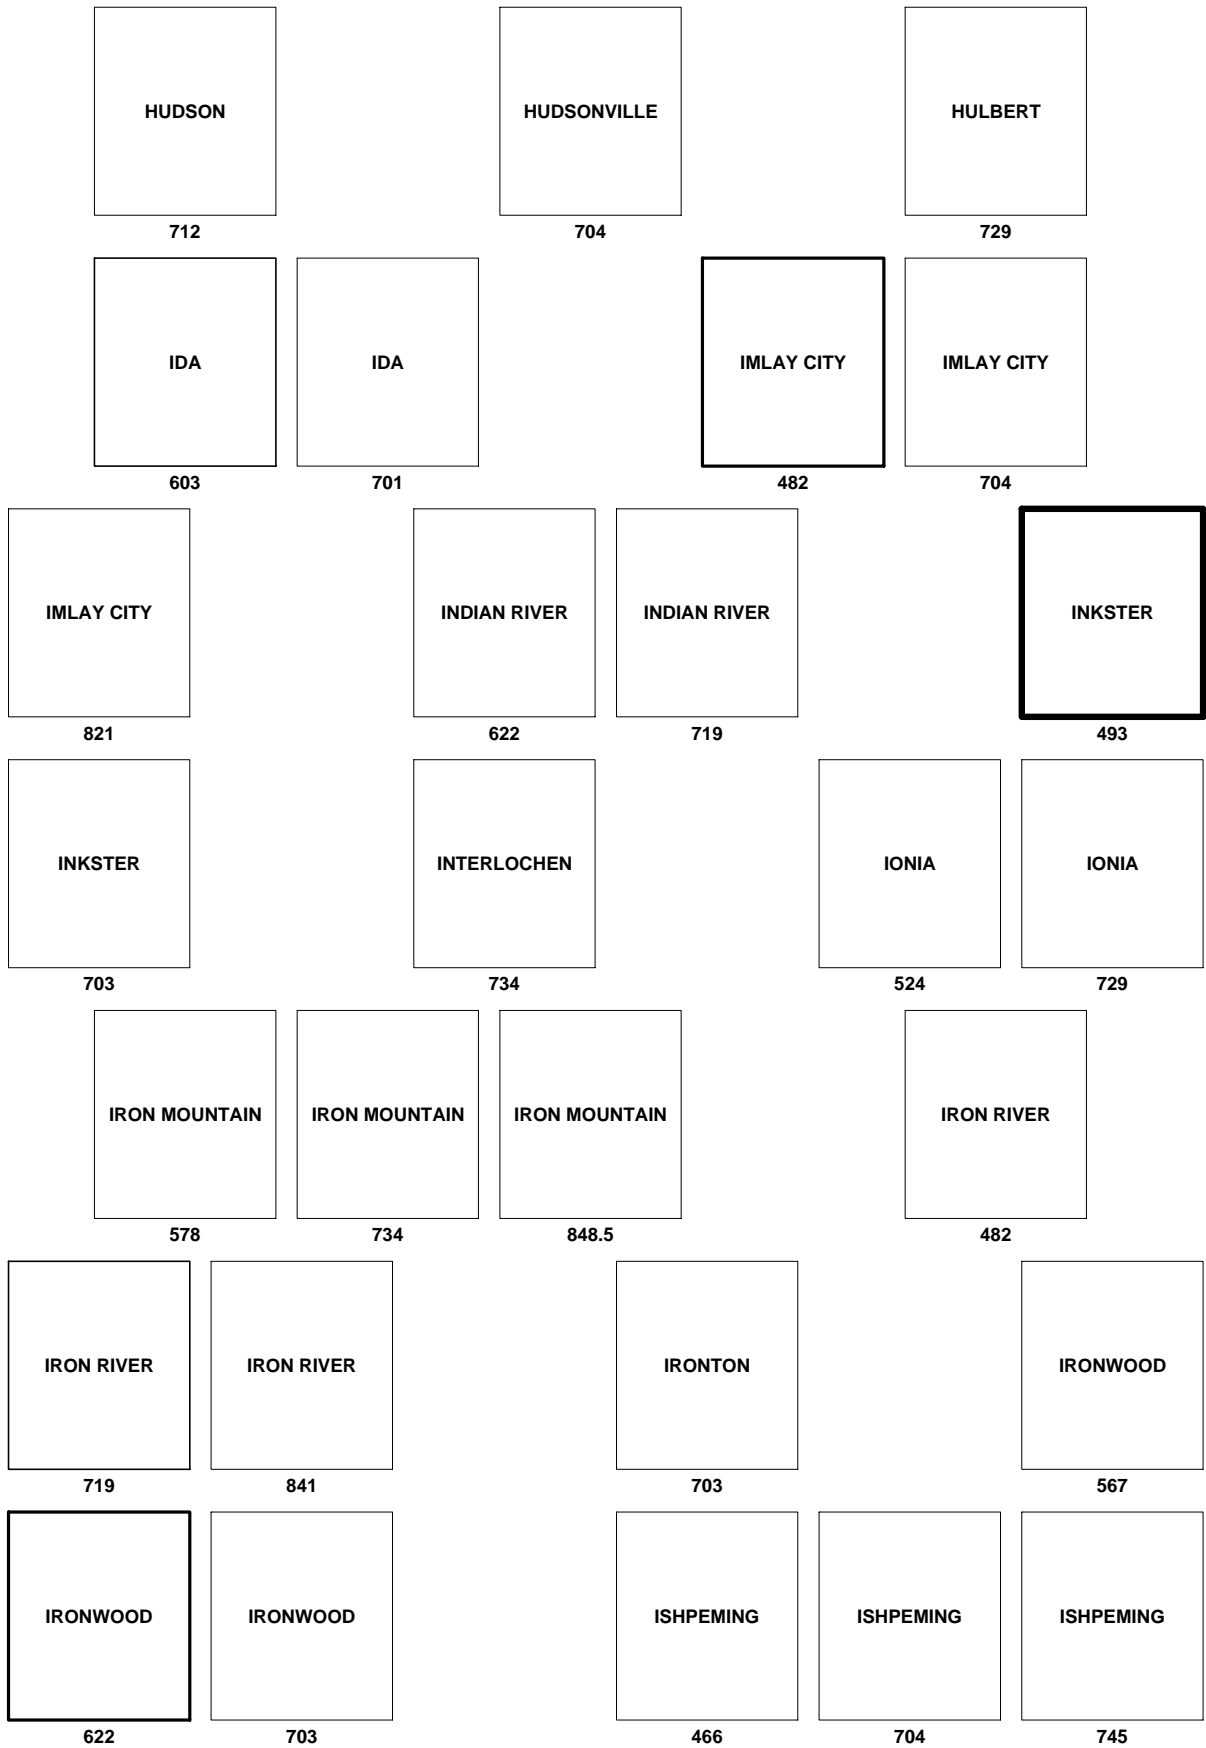 HUDSON HUDSONVILLE HULBERT
712 704 729
IDA IDA IMLAY CITY IMLAY CITY
603 701 482 704
IMLAY CITY INDIAN RIVER INDIAN RIVER INKSTER
821 622 719 493
INKSTER INTERLOCHEN IONIA IONIA
703 734 524 729
IRON MOUNTAIN IRON MOUNTAIN IRON MOUNTAIN IRON RIVER
578 734 848.5 482
IRON RIVER IRON RIVER IRONTON IRONWOOD
719 841 703 567
IRONWOOD IRONWOOD ISHPEMING ISHPEMING ISHPEMING
622 703 466 704 745